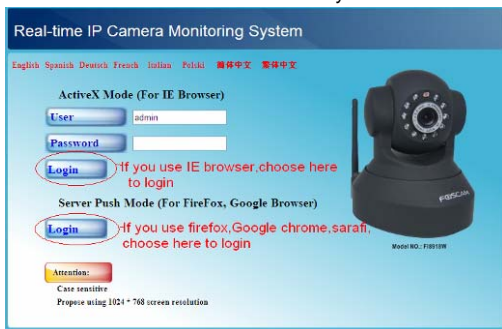 Real-time IP Camera Monitoring System
English Spanish Deutsch French Italian Polski 簡体中文 繁体中文
ActiveX Mode (For IE Browser)
User admin
Password
Login If you use IE browser,choose here
to login
Server Push Mode (For FireFox, Google Browser)
Login If you use firefox,Google chrome,sarafi,
choose here to login
FOSCAM
Model NO.: FI8918W
Attention:
Case sensitive
Propose using 1024 * 768 screen resolution